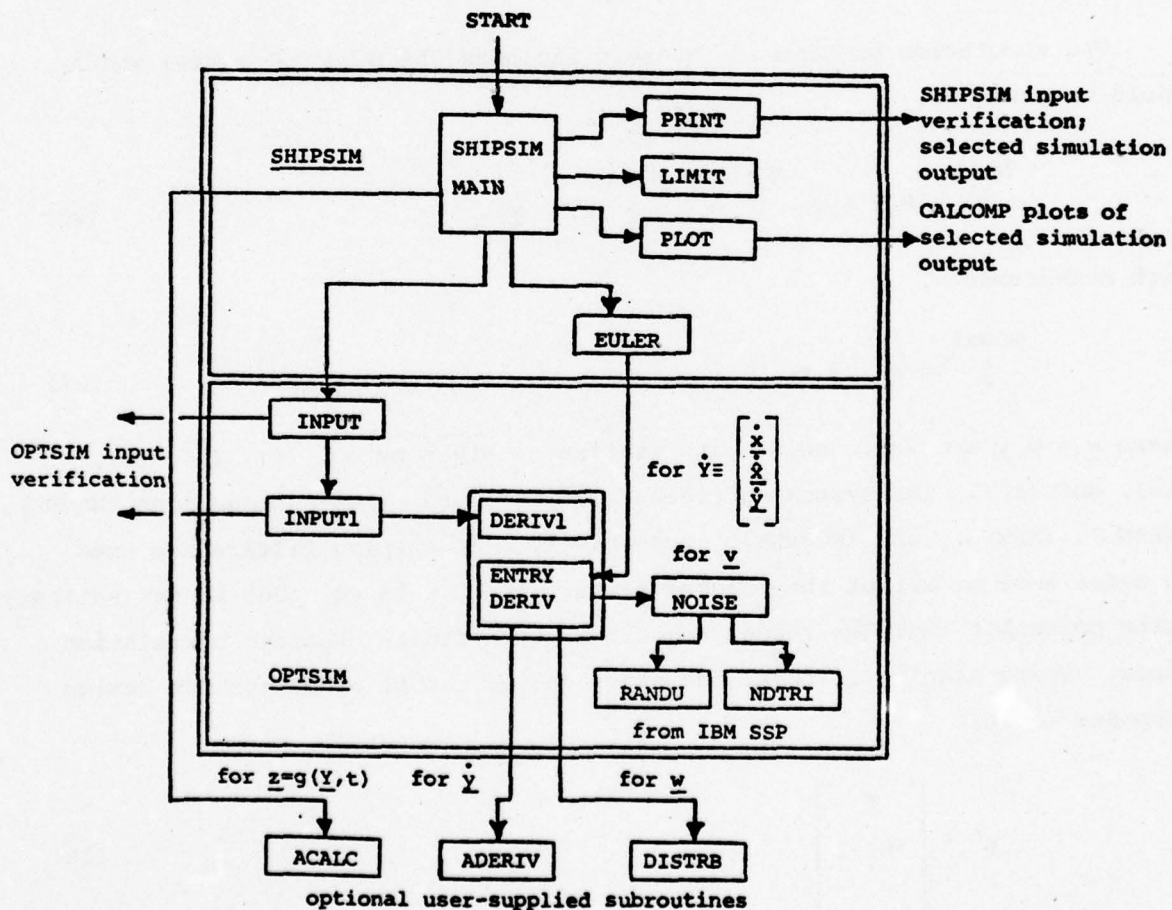 START
SHIPSIM
SHIPSIM
MAIN
PRINT
LIMIT
PLOT
SHIPSIM input
verification;
selected simulation
output
CALCOMP plots of
selected simulation
output
EULER
INPUT
OPTSIM input
verification
INPUT1
DERIV1
ENTRY
DERIV
for Ẏ≡
ẋ
for v
NOISE
RANDU
NDTRI
from IBM SSP
OPTSIM
for z=g(Y,t)
for ẏ
for w
ACALC
ADERIV
DISTRB
optional user-supplied subroutines